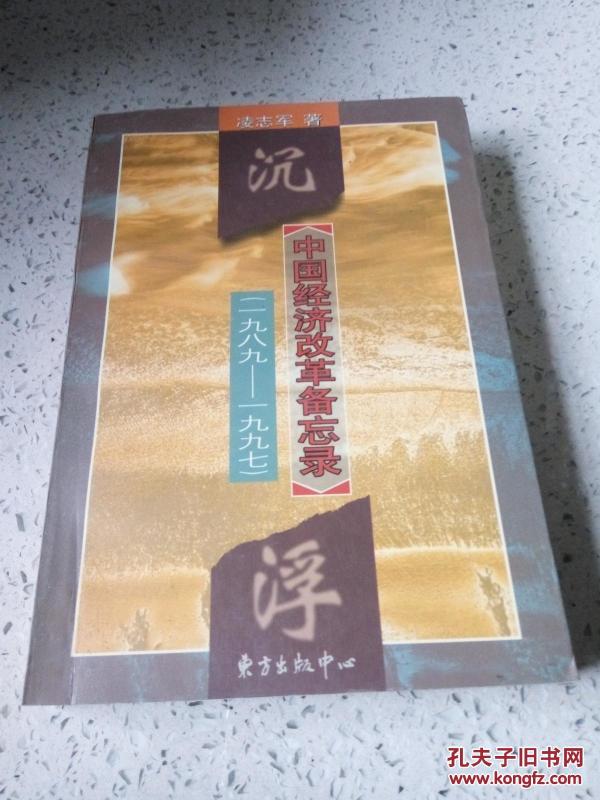 凌志军 著
沉
中国经济改革备忘录
（一九八九——一九九七）
浮
東方出版中心
孔夫子旧书网
www.kongfz.com